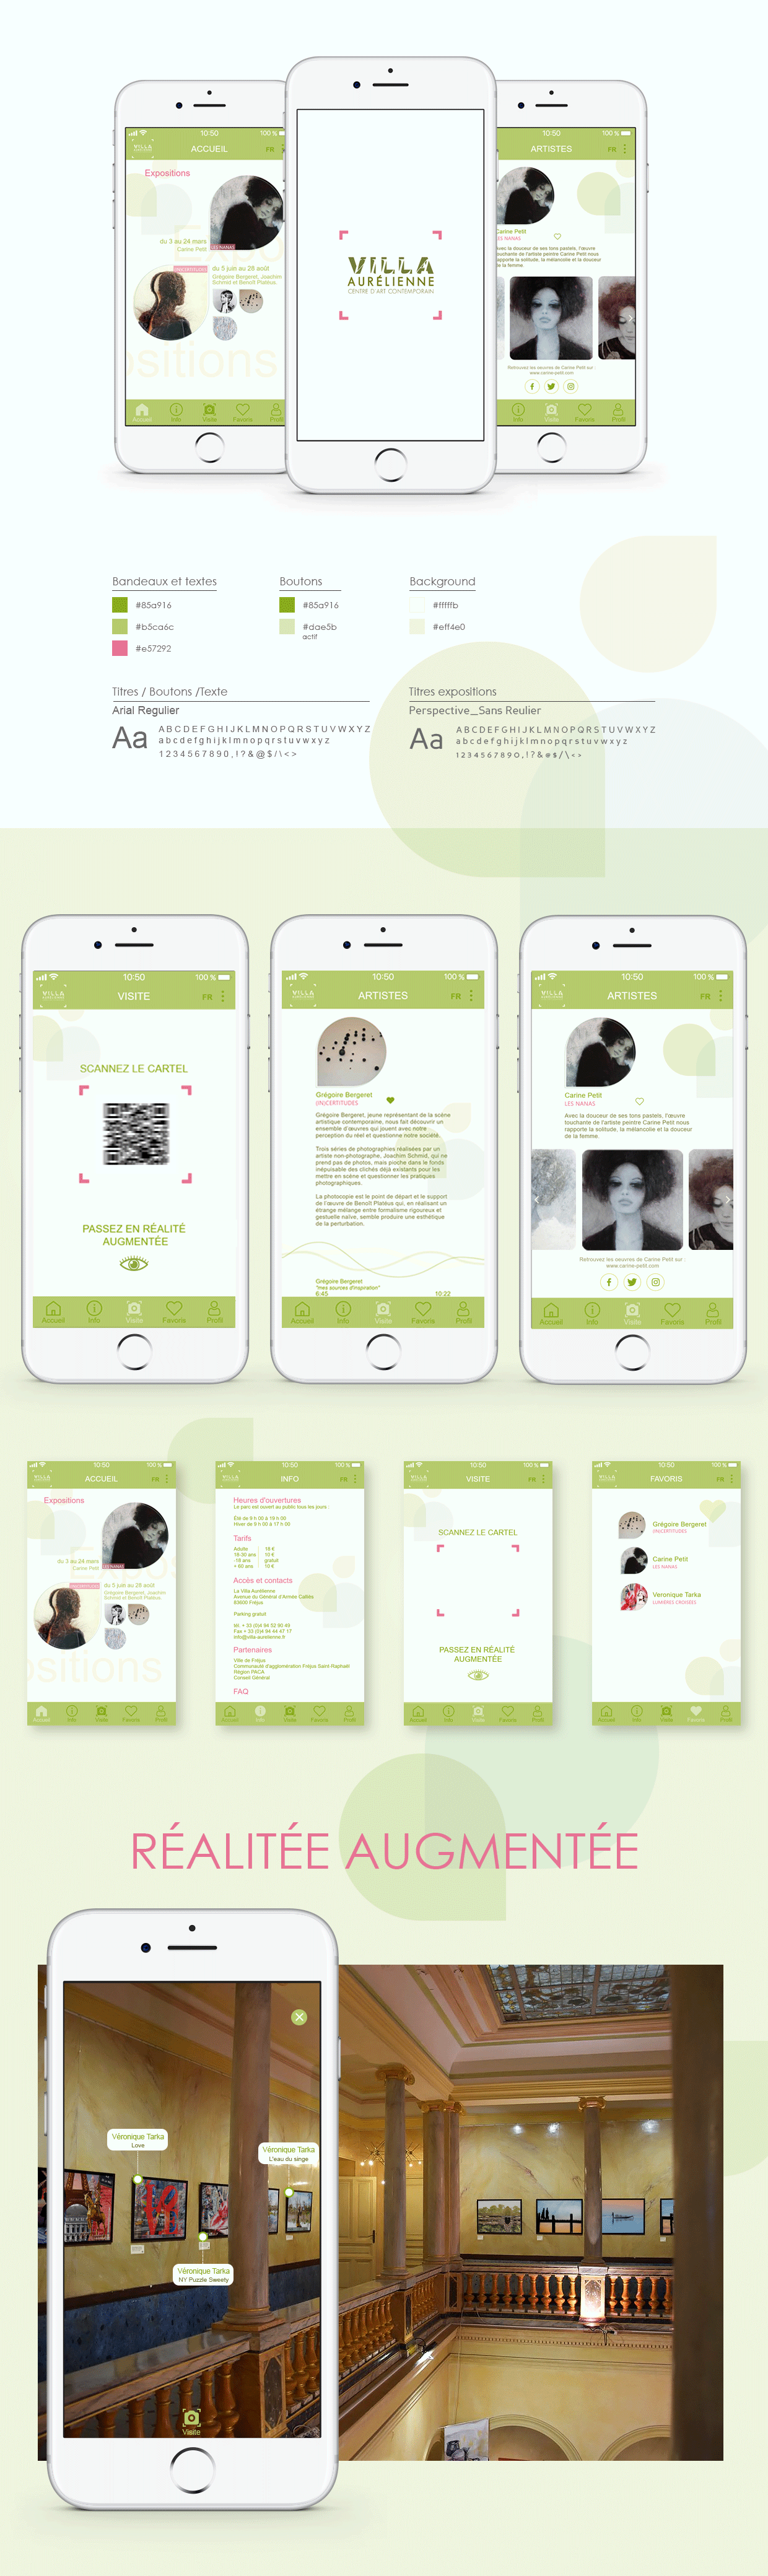 10:50
100 %
ACCUEIL
FR
Expositions
du 3 au 24 mars
Carine Petit
LES NANAS
(IN)CERTITUDES
du 5 juin au 28 août
Grégoire Bergeret, Joachim
Schmid et Benoît Platéus.
Expo
ositions
Accueil
Info
Visite
Favoris
Profil
VILLA
AURÉLIENNE
CENTRE D'ART CONTEMPORAIN
10:50
100 %
ARTISTES
FR
Carine Petit
LES NANAS
Avec la douceur de ses tons pastels, l'œuvre
touchante de l'artiste peintre Carine Petit nous
rapporte la solitude, la mélancolie et la douceur
de la femme.
Retrouvez les oeuvres de Carine Petit sur :
www.carine-petit.com
Info
Visite
Favoris
Profil
Bandeaux et textes
#85a916
#b5ca6c
#e57292
Boutons
#85a916
#dae5b
actif
Background
#fffffb
#eff4e0
Titres / Boutons /Texte
Arial Regulier
Aa
ABCDEFGHIJKLMNOPQRSTUVWXYZ
abcdefghijklmnopqrstuvwxyz
1234567890,!?&@$/\<>
Titres expositions
Perspective_Sans Reulier
Aa
ABCDEFGHIJKLMNOPQRSTUVWXYZ
abcdefghijklmnopqrstuvwxyz
1234567890,!?&@$/\<>
10:50
100 %
VILLA
VISITE
FR
SCANNEZ LE CARTEL
PASSEZ EN RÉALITÉ
AUGMENTÉE
Accueil
Info
Visite
Favoris
Profil
10:50
100 %
VILLA
ARTISTES
FR
Grégoire Bergeret
(IN)CERTITUDES
Grégoire Bergeret, jeune représentant de la scène
artistique contemporaine, nous fait découvrir un
ensemble d'œuvres qui jouent avec notre
perception du réel et questionne notre société.
Trois séries de photographies réalisées par un
artiste non-photographe, Joachim Schmid, qui ne
prend pas de photos, mais pioche dans le fonds
inépuisable des clichés déjà existants pour les
mettre en scène et questionner les pratiques
photographiques.
La photocopie est le point de départ et le support
de l'œuvre de Benoît Platéus qui, en réalisant un
étrange mélange entre formalisme rigoureux et
gestuelle naïve, semble produire une esthétique
de la perturbation.
Grégoire Bergeret
"mes sources d'inspiration"
6:45
10:22
Accueil
Info
Visite
Favoris
Profil
10:50
100 %
VILLA
ARTISTES
FR
Carine Petit
LES NANAS
Avec la douceur de ses tons pastels, l'œuvre
touchante de l'artiste peintre Carine Petit nous
rapporte la solitude, la mélancolie et la douceur
de la femme.
Retrouvez les oeuvres de Carine Petit sur :
www.carine-petit.com
Accueil
Info
Visite
Favoris
Profil
10:50
100 %
VILLA
ACCUEIL
FR
Expositions
du 3 au 24 mars
Carine Petit
LES NANAS
(IN)CERTITUDES
du 5 juin au 28 août
Grégoire Bergeret, Joachim
Schmid et Benoît Platéus.
Expos
ositions
Accueil
Info
Visite
Favoris
Profil
10:50
100 %
VILLA
INFO
FR
Heures d'ouvertures
Le parc est ouvert au public tous les jours :
Été de 9 h 00 à 19 h 00
Hiver de 9 h 00 à 17 h 00
Tarifs
Adults 18 €
18-30 ans 10 €
-18 ans gratuit
+ 60 ans 10 €
Accès et contacts
La Villa Aurélienne
Avenue du Général d'Armée Calliès
83600 Fréjus
Parking gratuit
tél. + 33 (0)4 94 52 90 49
Fax + 33 (0)4 94 44 47 17
info@villa-aurelienne.fr
Partenaires
Ville de Fréjus
Communauté d'agglomération Fréjus Saint-Raphaël
Région PACA
Conseil Général
FAQ
Accueil
Info
Visite
Favoris
Profil
10:50
100 %
VILLA
VISITE
FR
SCANNEZ LE CARTEL
PASSEZ EN RÉALITÉ
AUGMENTÉE
Accueil
Info
Visite
Favoris
Profil
10:50
100 %
VILLA
FAVORIS
FR
Grégoire Bergeret
(IN)CERTITUDES
Carine Petit
LES NANAS
Veronique Tarka
LUMIÈRES CROISÉES
Accueil
Info
Visite
Favoris
Profil
RÉALITÉE AUGMENTÉE
Véronique Tarka
Love
Véronique Tarka
L'eau du singe
Véronique Tarka
NY Puzzle Sweety
Visite